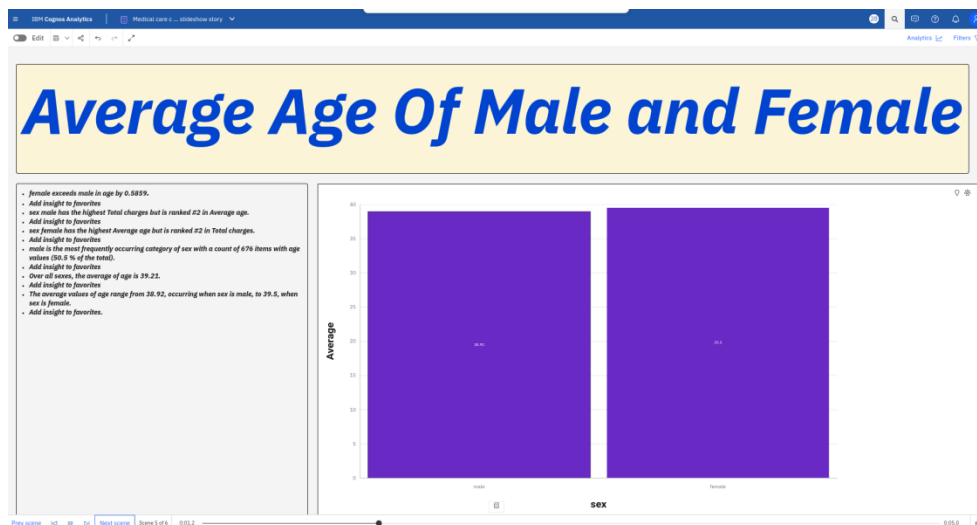 IBM Cognos Analytics
Medical care c ... slideshow story
Edit
Analytics
Filters
Average Age Of Male and Female
female exceeds male in age by 0.5859.
Add insight to favorites
sex male has the highest Total charges but is ranked #2 in Average age.
Add insight to favorites
sex female has the highest Average age but is ranked #2 in Total charges.
Add insight to favorites
male is the most frequently occurring category of sex with a count of 676 items with age
values (50.5 % of the total).
Add insight to favorites
Over all sexes, the average of age is 39.21.
Add insight to favorites
The average values of age range from 38.92, occurring when sex is male, to 39.5, when
sex is female.
Add insight to favorites.
Average
40
35
30
25
20
15
10
5
0
38.92
39.5
male
female
sex
Prev scene
Next scene
Scene 5 of 6
0:01.2
0:05.0